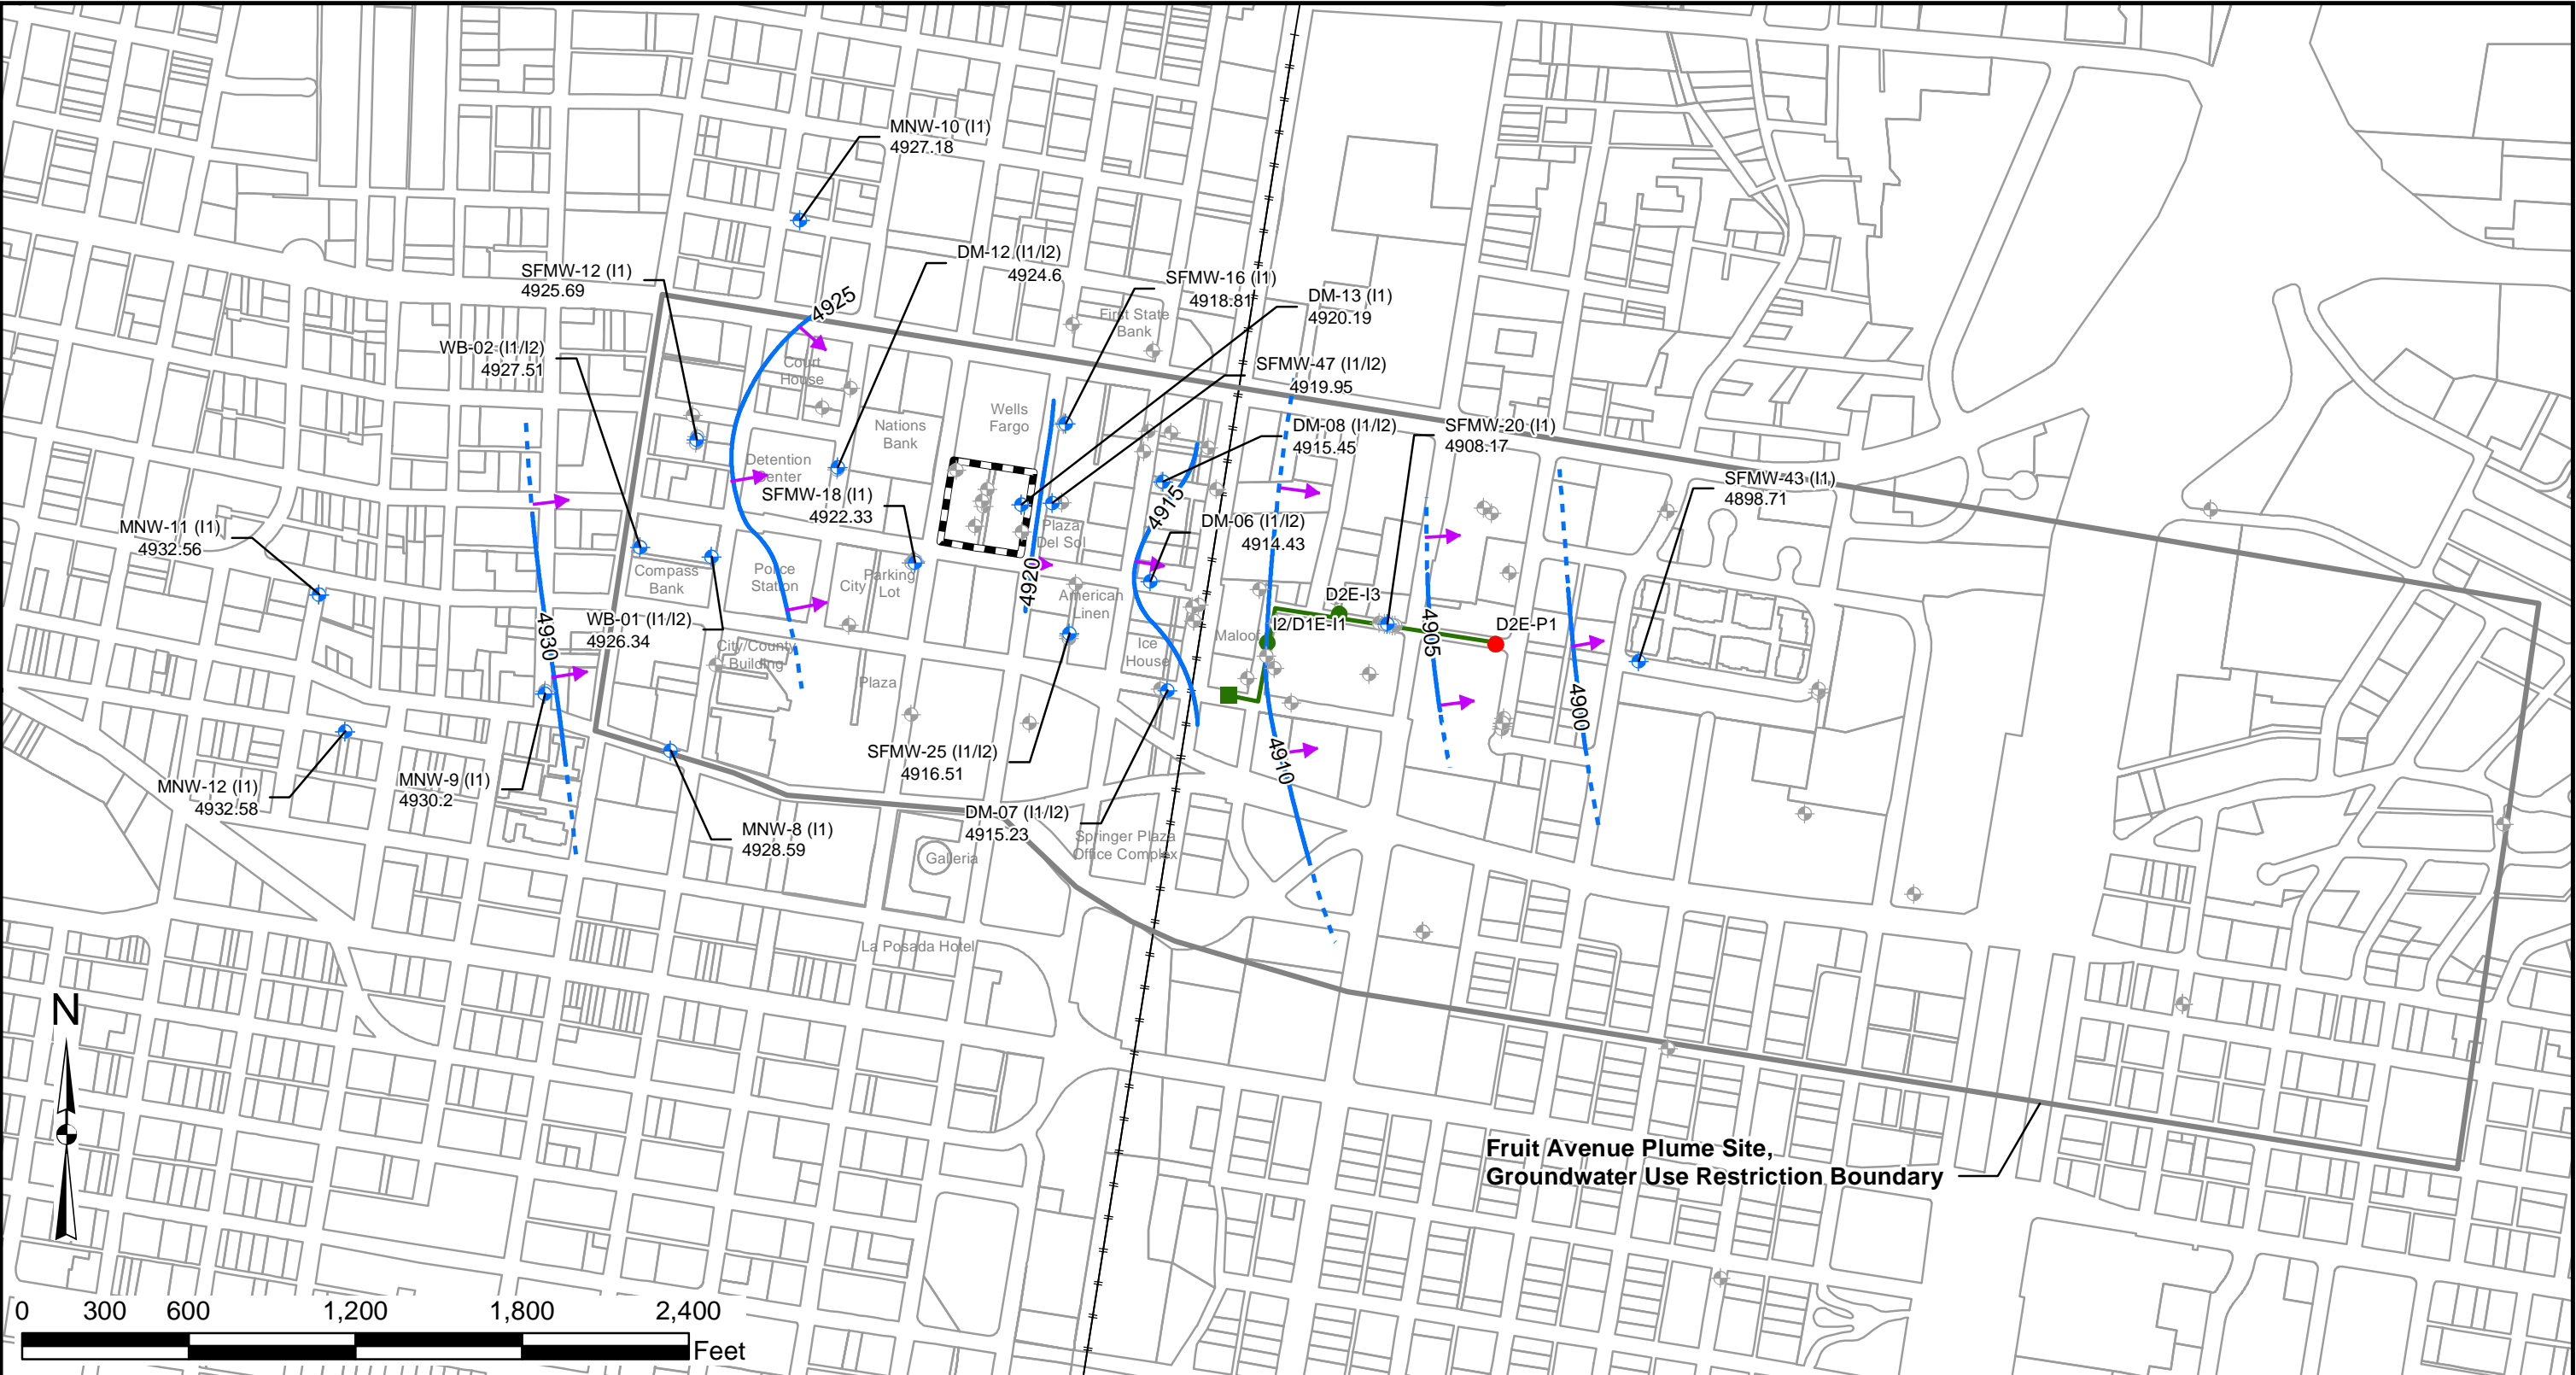 MNW-10 (I1)
4927.18
DM-12 (I1/I2)
4924.6
SFMW-12 (I1)
4925.69
SFMW-16 (I1)
4918.81
DM-13 (I1)
4920.19
4925
First State
Bank
WB-02 (I1/I2)
4927.51
Court
House
SFMW-47 (I1/I2)
4919.95
Wells
Fargo
Nations
Bank
DM-08 (I1/I2)
4915.45
SFMW-20 (I1)
4908.17
Detention
Center
SFMW-18 (I1)
4922.33
SFMW-43 (I1)
4898.71
4915
MNW-11 (I1)
4932.56
Plaza
Del Sol
DM-06 (I1/I2)
4914.43
Compass
Bank
Police
Station
City
Parking
Lot
4920
American
Linen
D2E-I3
WB-01 (I1/I2)
4926.34
4930
I2/D1E-I1
D2E-P1
4905
Maloof
City/County
Building
Ice
House
Plaza
4900
SFMW-25 (I1/I2)
4916.51
4910
MNW-12 (I1)
4932.58
MNW-9 (I1)
4930.2
DM-07 (I1/I2)
4915.23
MNW-8 (I1)
4928.59
Springer Plaza
Office Complex
Galleria
La Posada Hotel
N
Fruit Avenue Plume Site,
Groundwater Use Restriction Boundary
0 300 600 1,200 1,800 2,400
Feet